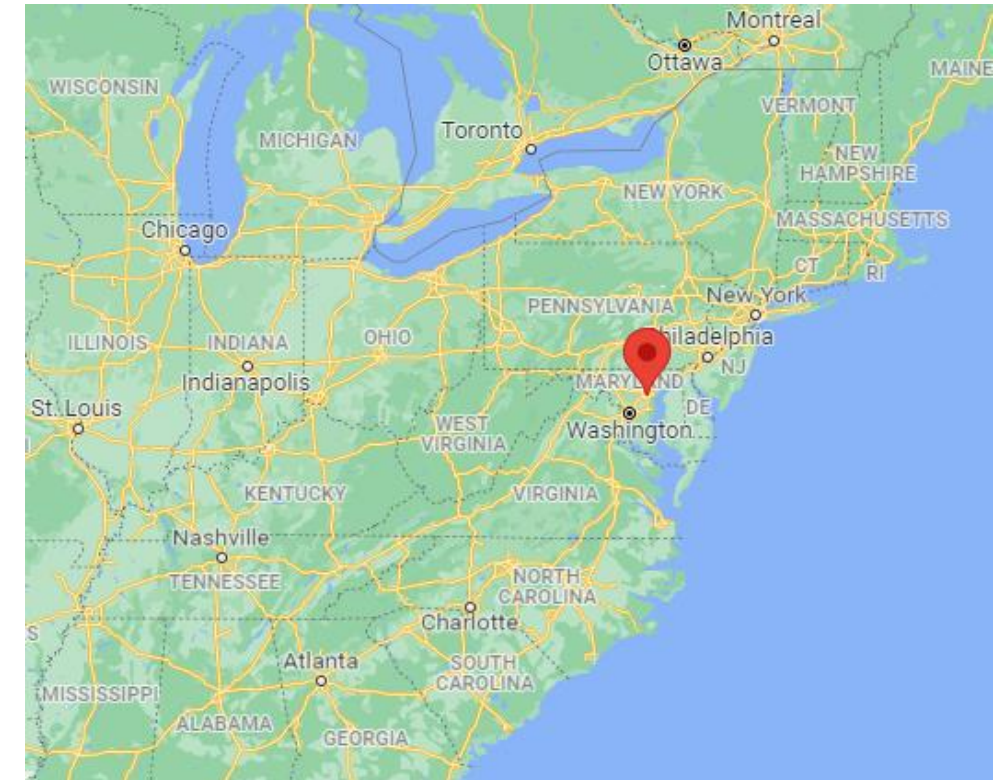 Montreal
Ottawa
MAINE
WISCONSIN
VERMONT
Toronto
MICHIGAN
NEW
HAMPSHIRE
NEW YORK
MASSACHUSETTS
Chicago
CT
RI
New York
PENNSYLVANIA
ILLINOIS
INDIANA
OHIO
hiladelphia
NJ
Indianapolis
MARYLAND
St. Louis
DE
WEST
VIRGINIA
Washington
KENTUCKY
VIRGINIA
Nashville
TENNESSEE
NORTH
CAROLINA
Charlotte
Atlanta
SOUTH
CAROLINA
MISSISSIPPI
ALABAMA
GEORGIA